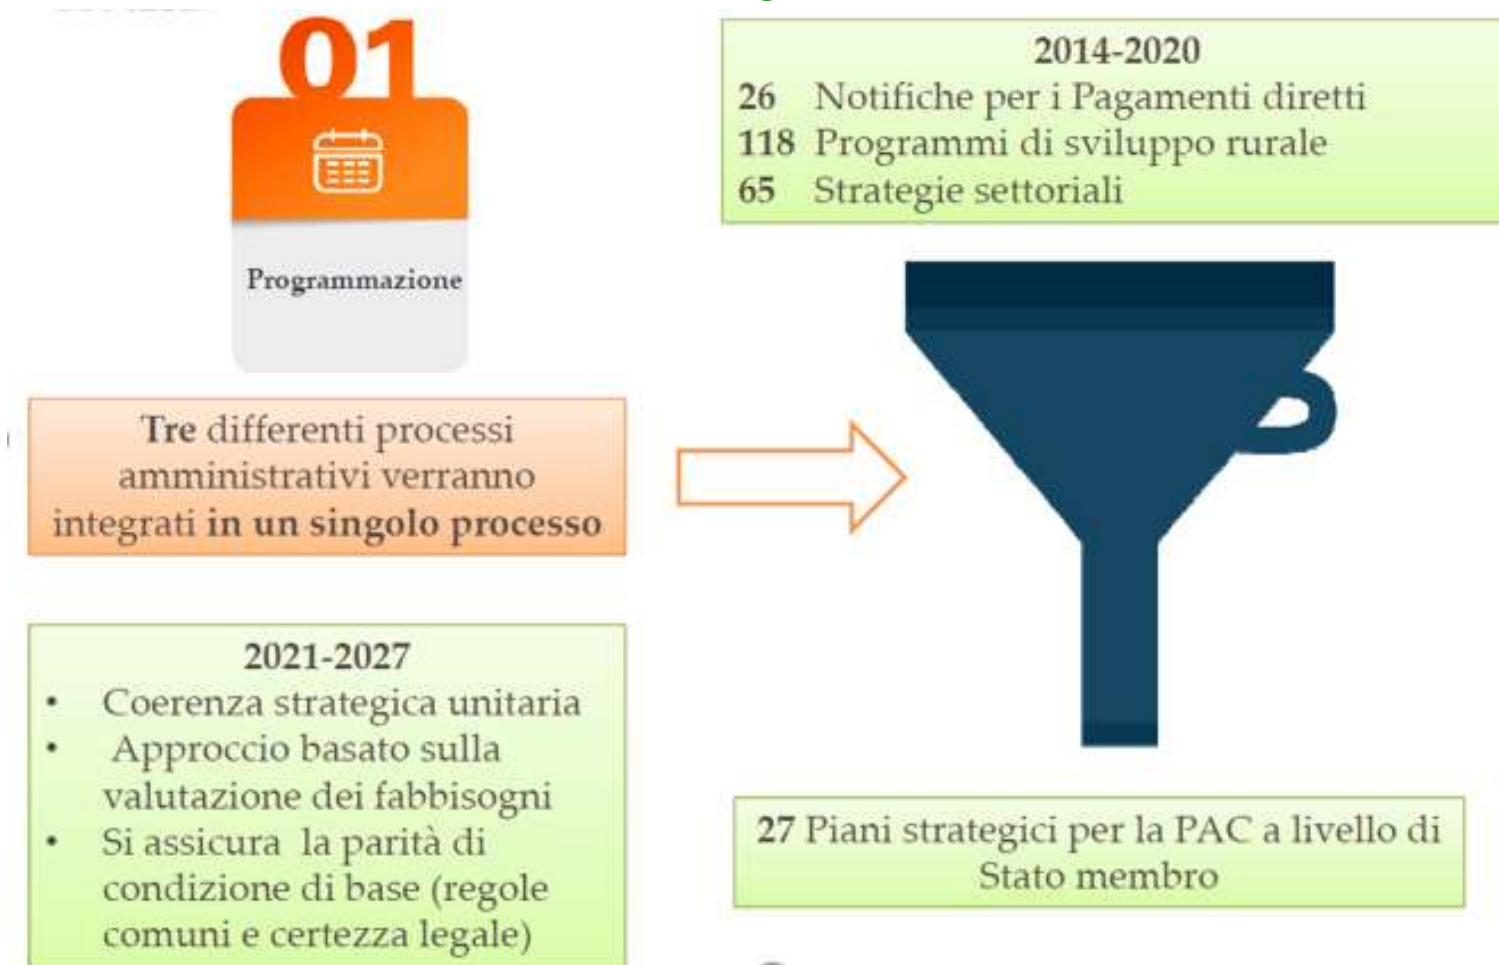 01
Programmazione
2014-2020
26 Notifiche per i Pagamenti diretti
118 Programmi di sviluppo rurale
65 Strategie settoriali
Tre differenti processi
amministrativi verranno
integrati in un singolo processo
2021-2027
• Coerenza strategica unitaria
• Approccio basato sulla
valutazione dei fabbisogni
• Si assicura la parità di
condizione di base (regole
comuni e certezza legale)
27 Piani strategici per la PAC a livello di
Stato membro